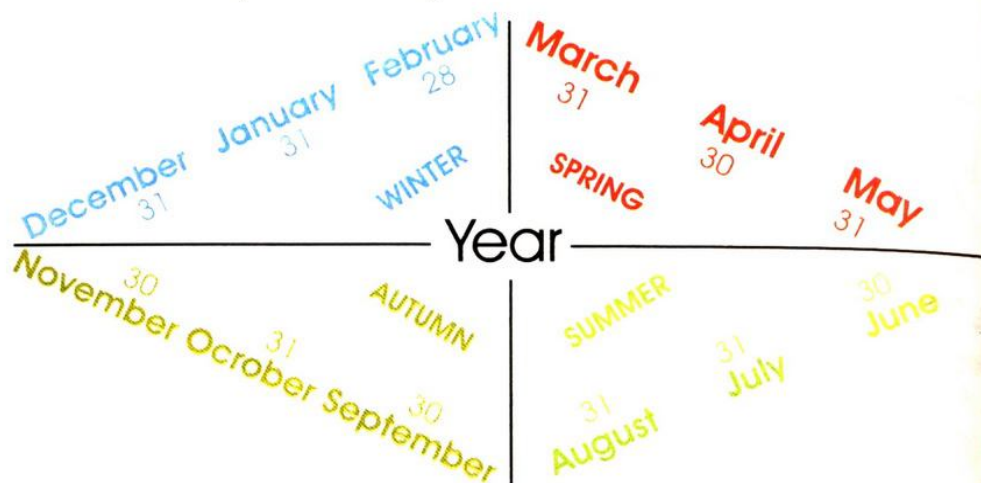 December
31
January
31
February
28
WINTER
March
31
April
30
May
31
SPRING
Year
30
November
31
Ocrober
30
September
AUTUMN
SUMMER
30
June
31
July
31
August